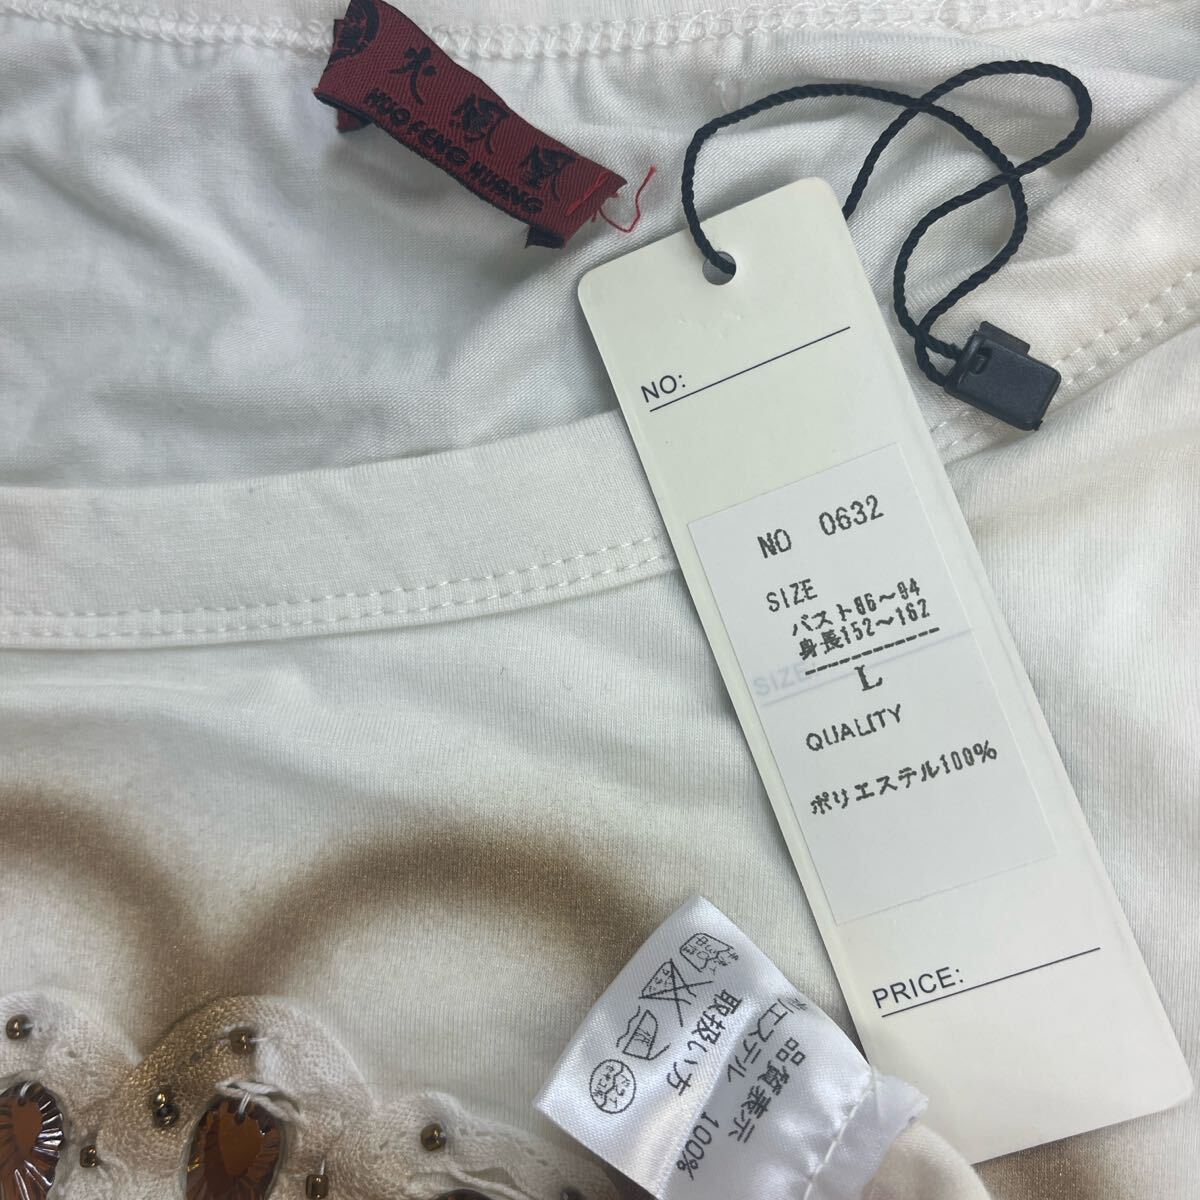 火鳳凰
HUO FENG HUANG
NO:
NO 0632
SIZE
バスト86～94
身長152～162
SIZE
L
QUALITY
ポリエステル100%
PRICE:
品質表示
ポリエステル 100%
取扱い方